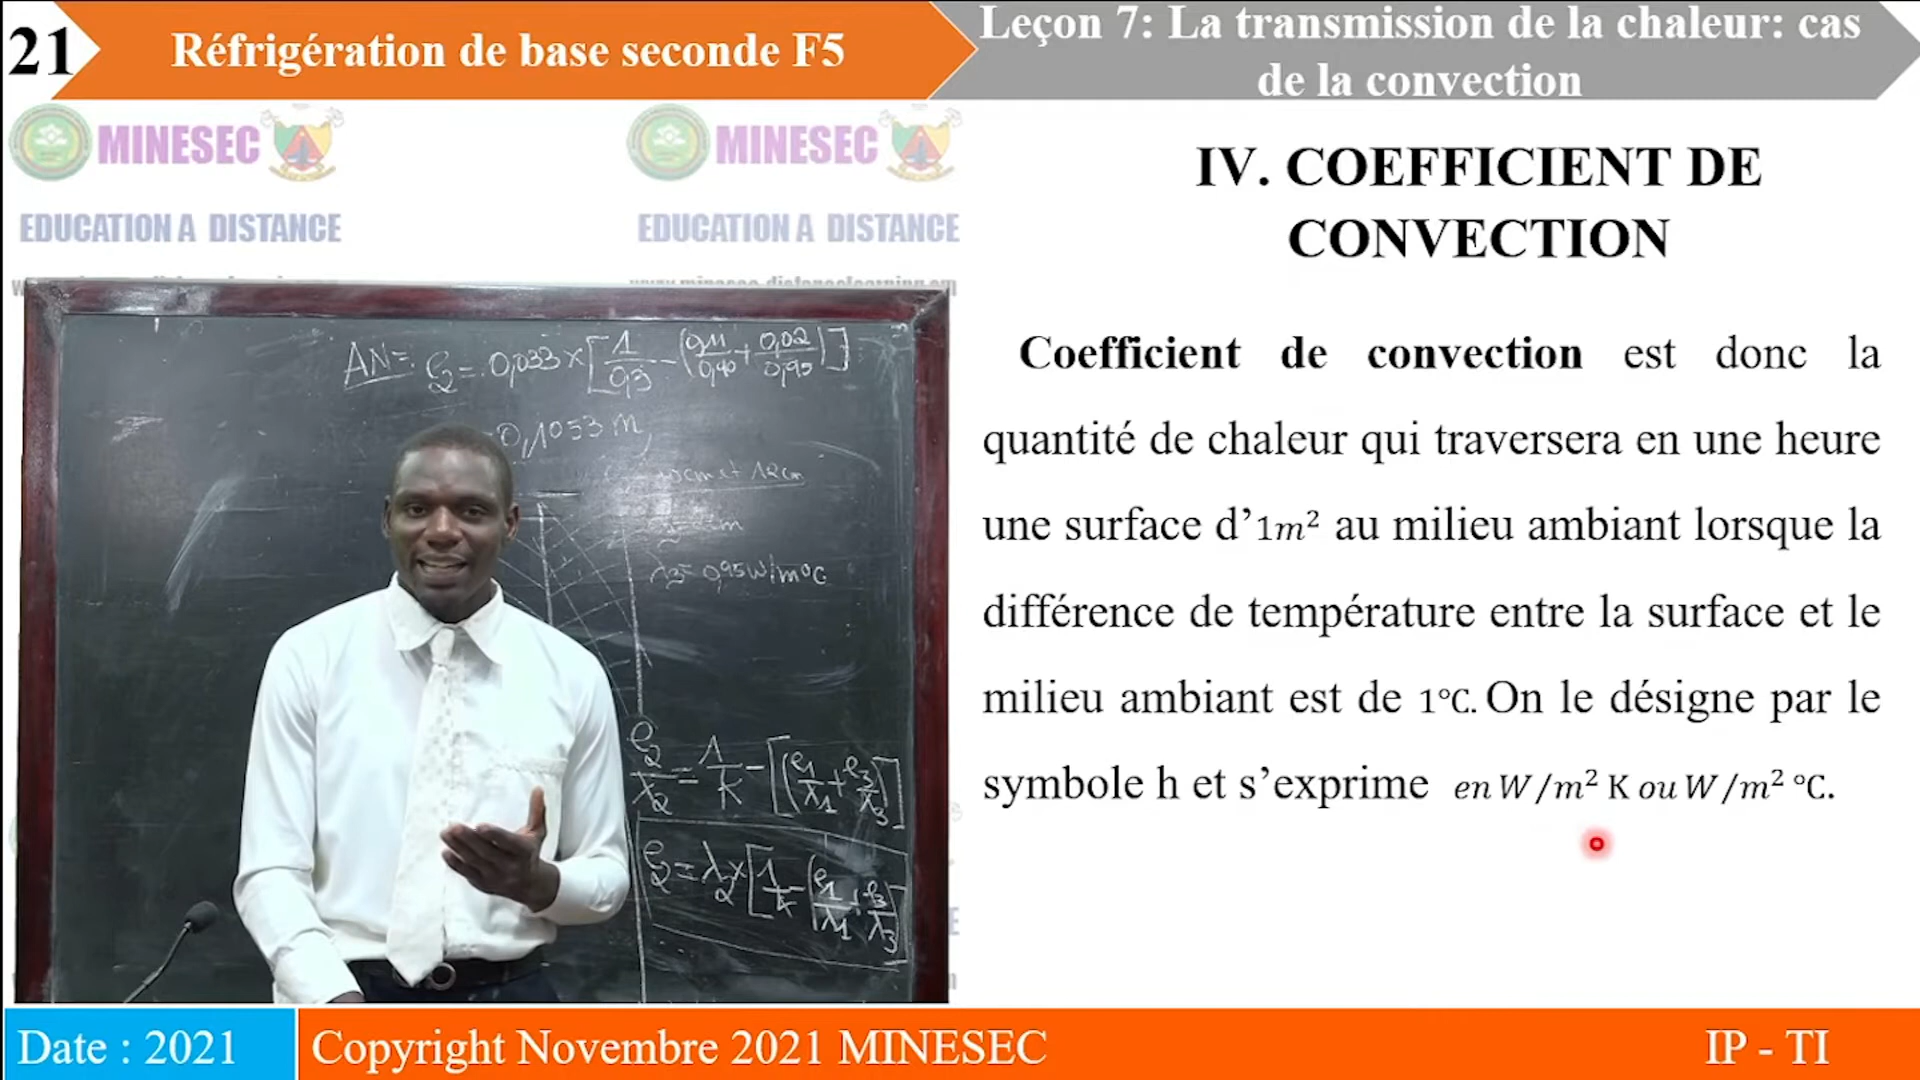 21
Réfrigération de base seconde F5
Leçon 7: La transmission de la chaleur: cas
de la convection
MINESEC
MINESEC
EDUCATION A DISTANCE
EDUCATION A DISTANCE
IV. COEFFICIENT DE
CONVECTION
Coefficient de convection est donc la
quantité de chaleur qui traversera en une heure
une surface d’1m² au milieu ambiant lorsque la
différence de température entre la surface et le
milieu ambiant est de 1°C. On le désigne par le
symbole h et s’exprime en W/m² K ou W/m² °C.
AN=: e2 = 0,033 × [1/0,3 - (0,11/0,40 + 0,02/0,95)]
0,1053 m
et 12cm
λ3= 0,95W/m°C
e2/λ2 = 1/K - [(e1/λ1 + e3/λ3)]
e2 = λ2 × [1/K - (e1/λ1 + e3/λ3)]
Date : 2021
Copyright Novembre 2021 MINESEC
IP - TI